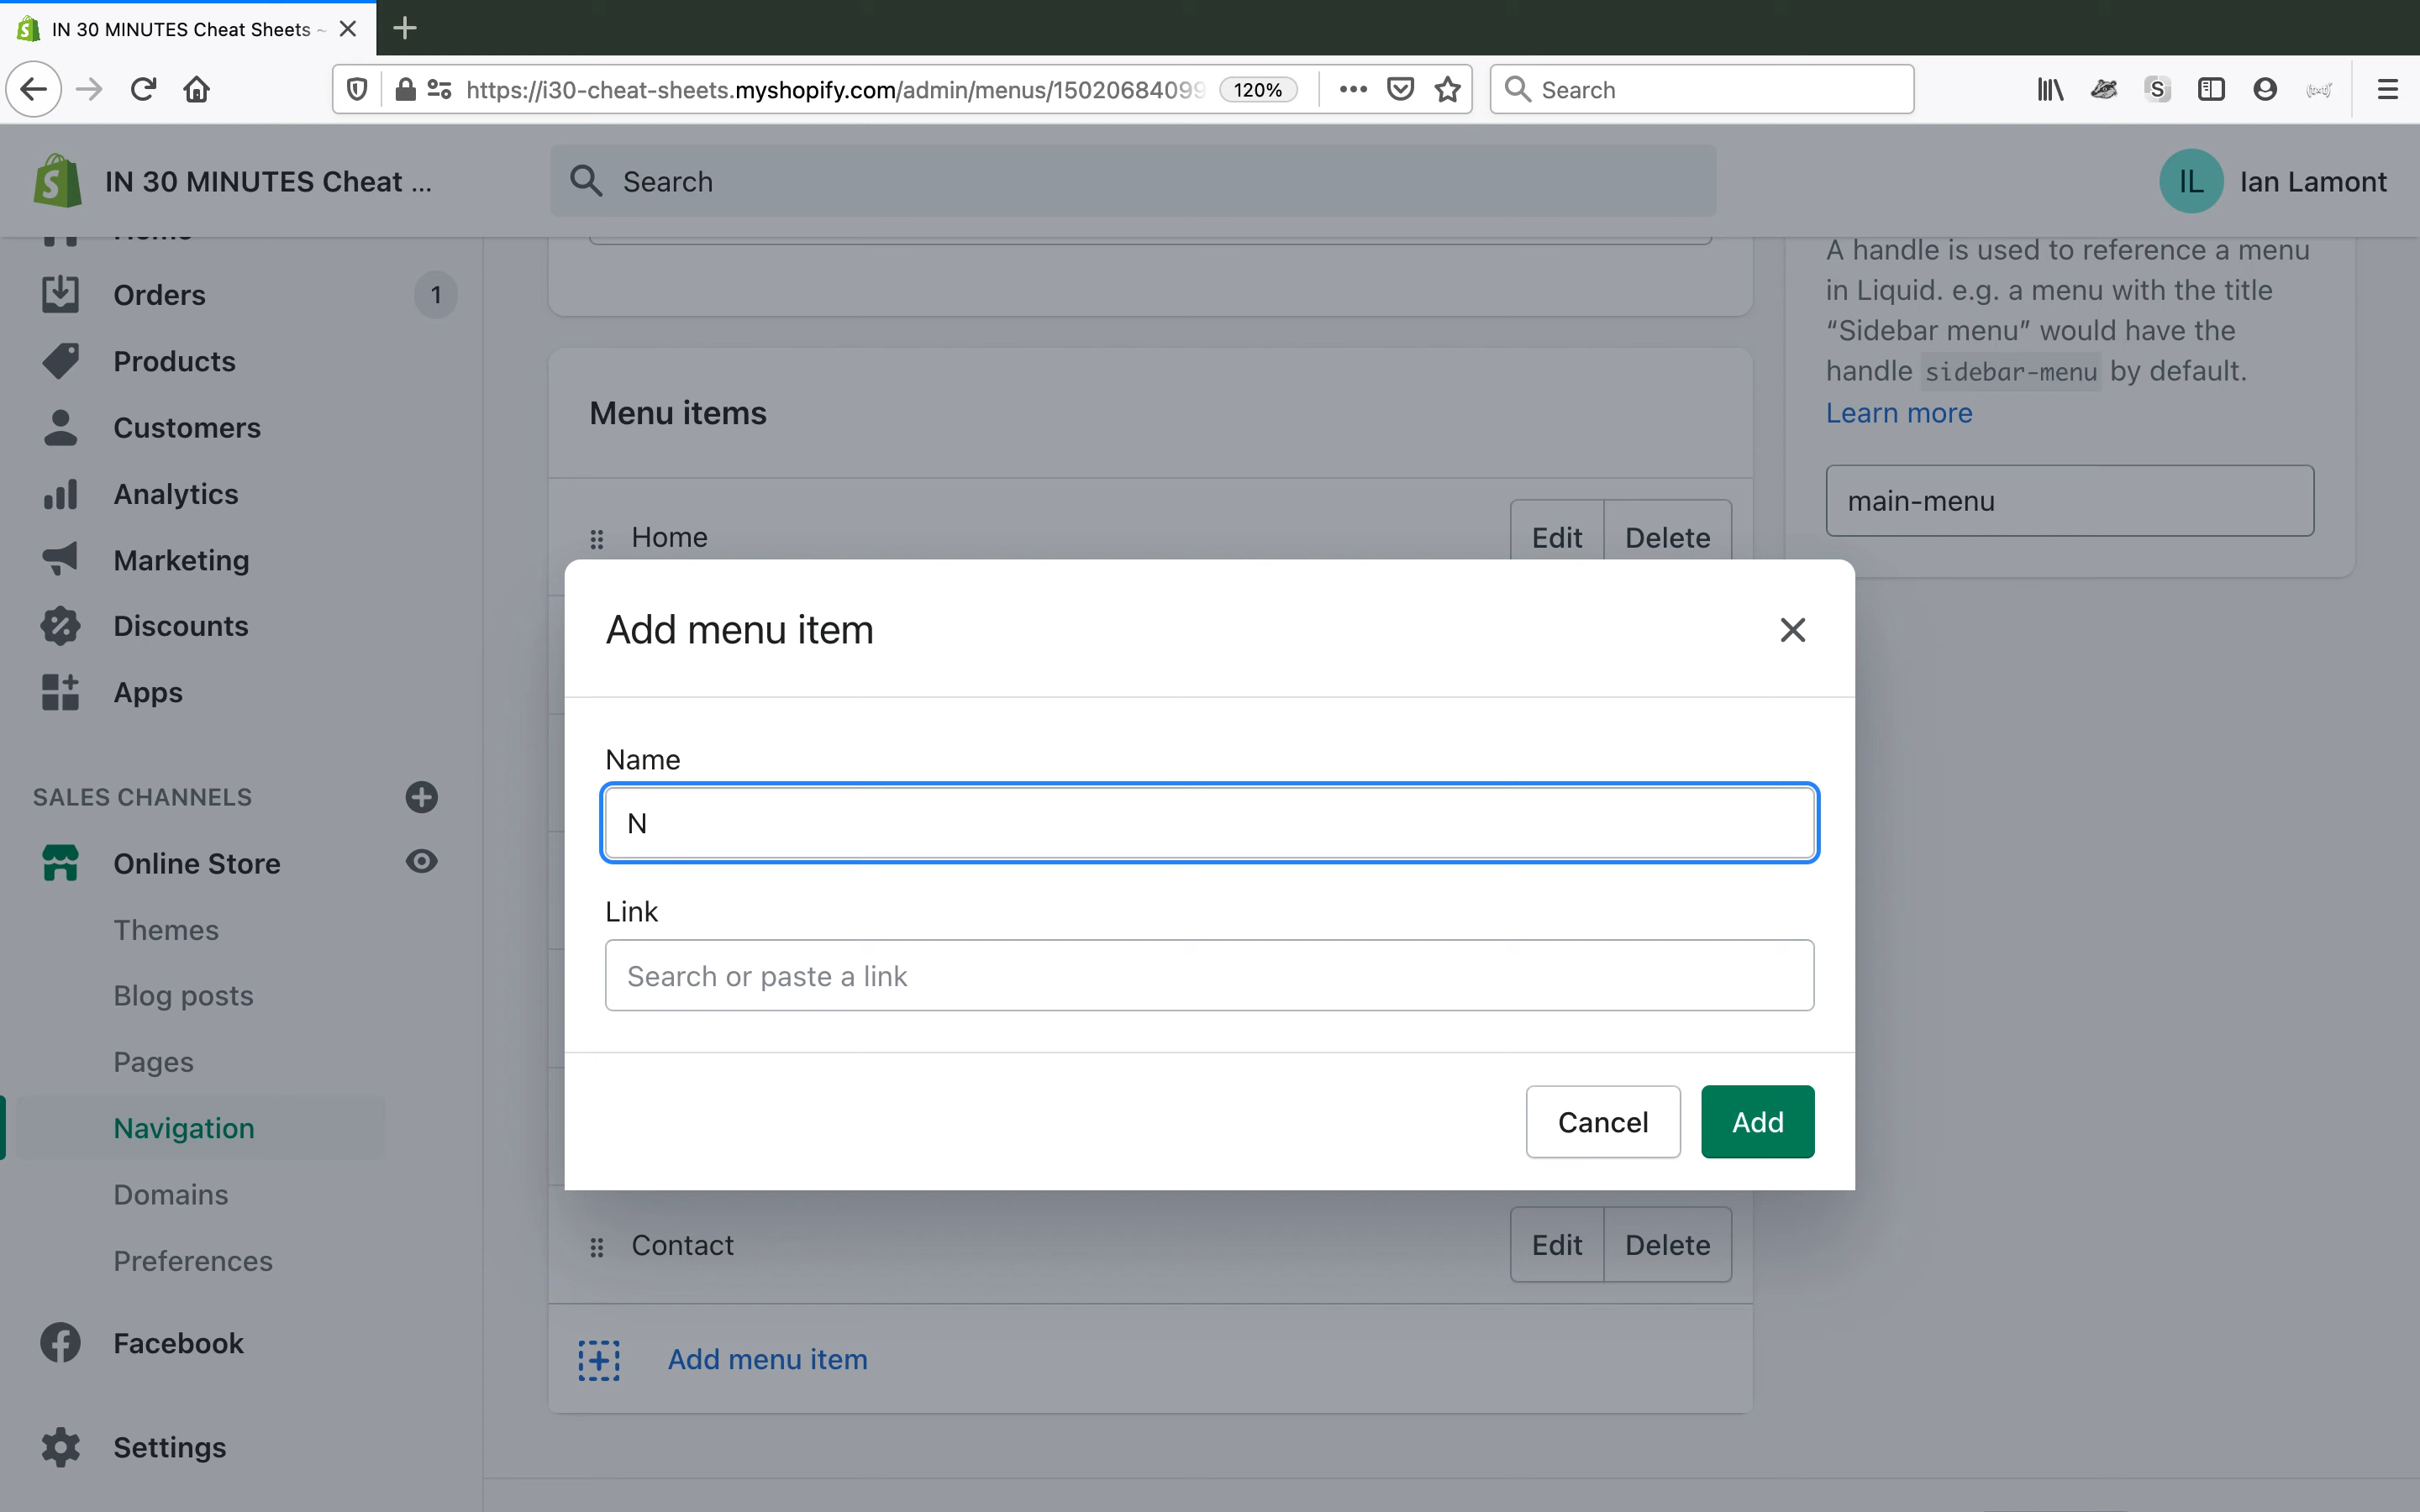 IN 30 MINUTES Cheat Sheets ~
https://i30-cheat-sheets.myshopify.com/admin/menus/15020684099
120%
Search
IN 30 MINUTES Cheat ...
Search
IL
Ian Lamont
Home
Orders
1
Products
Customers
Analytics
Marketing
Discounts
Apps
SALES CHANNELS
Online Store
Themes
Blog posts
Pages
Navigation
Domains
Preferences
Facebook
Settings
A handle is used to reference a menu
in Liquid. e.g. a menu with the title
“Sidebar menu” would have the
handle sidebar-menu by default.
Learn more
main-menu
Menu items
Home
Edit
Delete
Add menu item
Name
N
Link
Search or paste a link
Cancel
Add
Contact
Edit
Delete
Add menu item